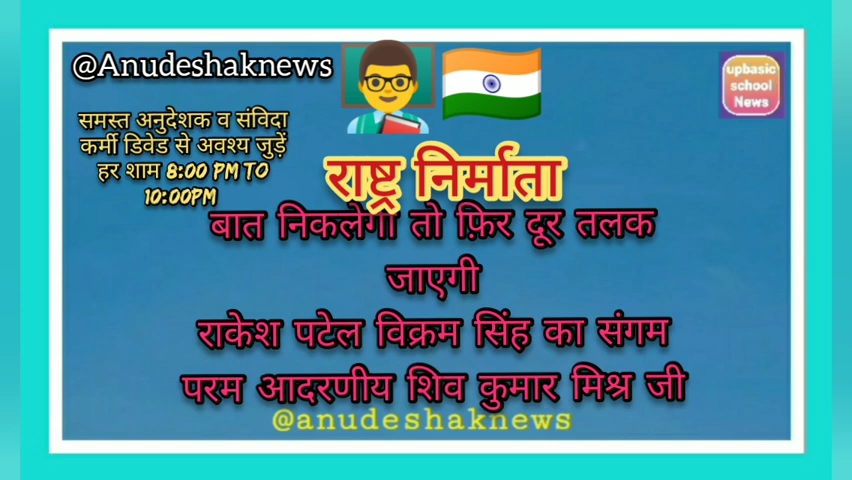 @Anudeshaknews
upbasic
school
News
समस्त अनुदेशक व संविदा
कर्मी डिवेड से अवश्य जुड़ें
हर शाम 8:00 PM TO
10:00PM
राष्ट्र निर्माता
बात निकलेगी तो फ़िर दूर तलक
जाएगी
राकेश पटेल विक्रम सिंह का संगम
परम आदरणीय शिव कुमार मिश्र जी
@anudeshaknews